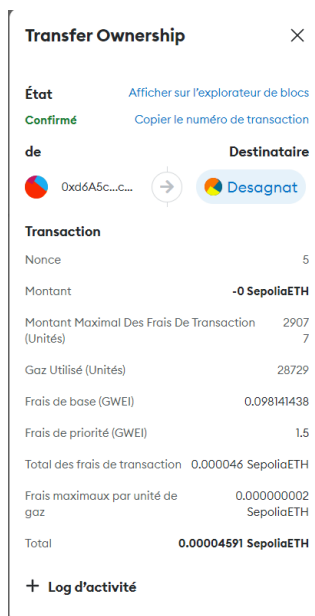 Transfer Ownership
État Afficher sur l'explorateur de blocs
Confirmé Copier le numéro de transaction
de Destinataire
0xd6A5c...c... Desagnat
Transaction
Nonce 5
Montant -0 SepoliaETH
Montant Maximal Des Frais De Transaction 2907
(Unités) 7
Gaz Utilisé (Unités) 28729
Frais de base (GWEI) 0.098141438
Frais de priorité (GWEI) 1.5
Total des frais de transaction 0.000046 SepoliaETH
Frais maximaux par unité de 0.000000002
gaz SepoliaETH
Total 0.00004591 SepoliaETH
+ Log d'activité